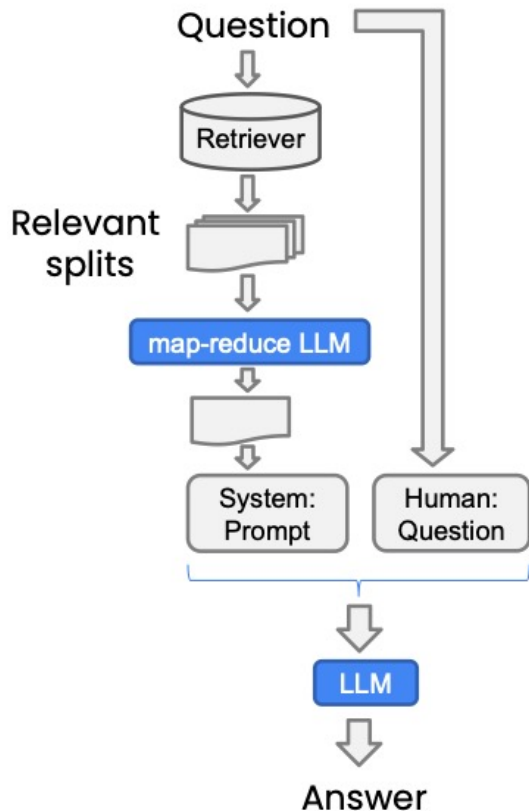 Question
Retriever
Relevant
splits
map-reduce LLM
System:
Prompt
Human:
Question
LLM
Answer